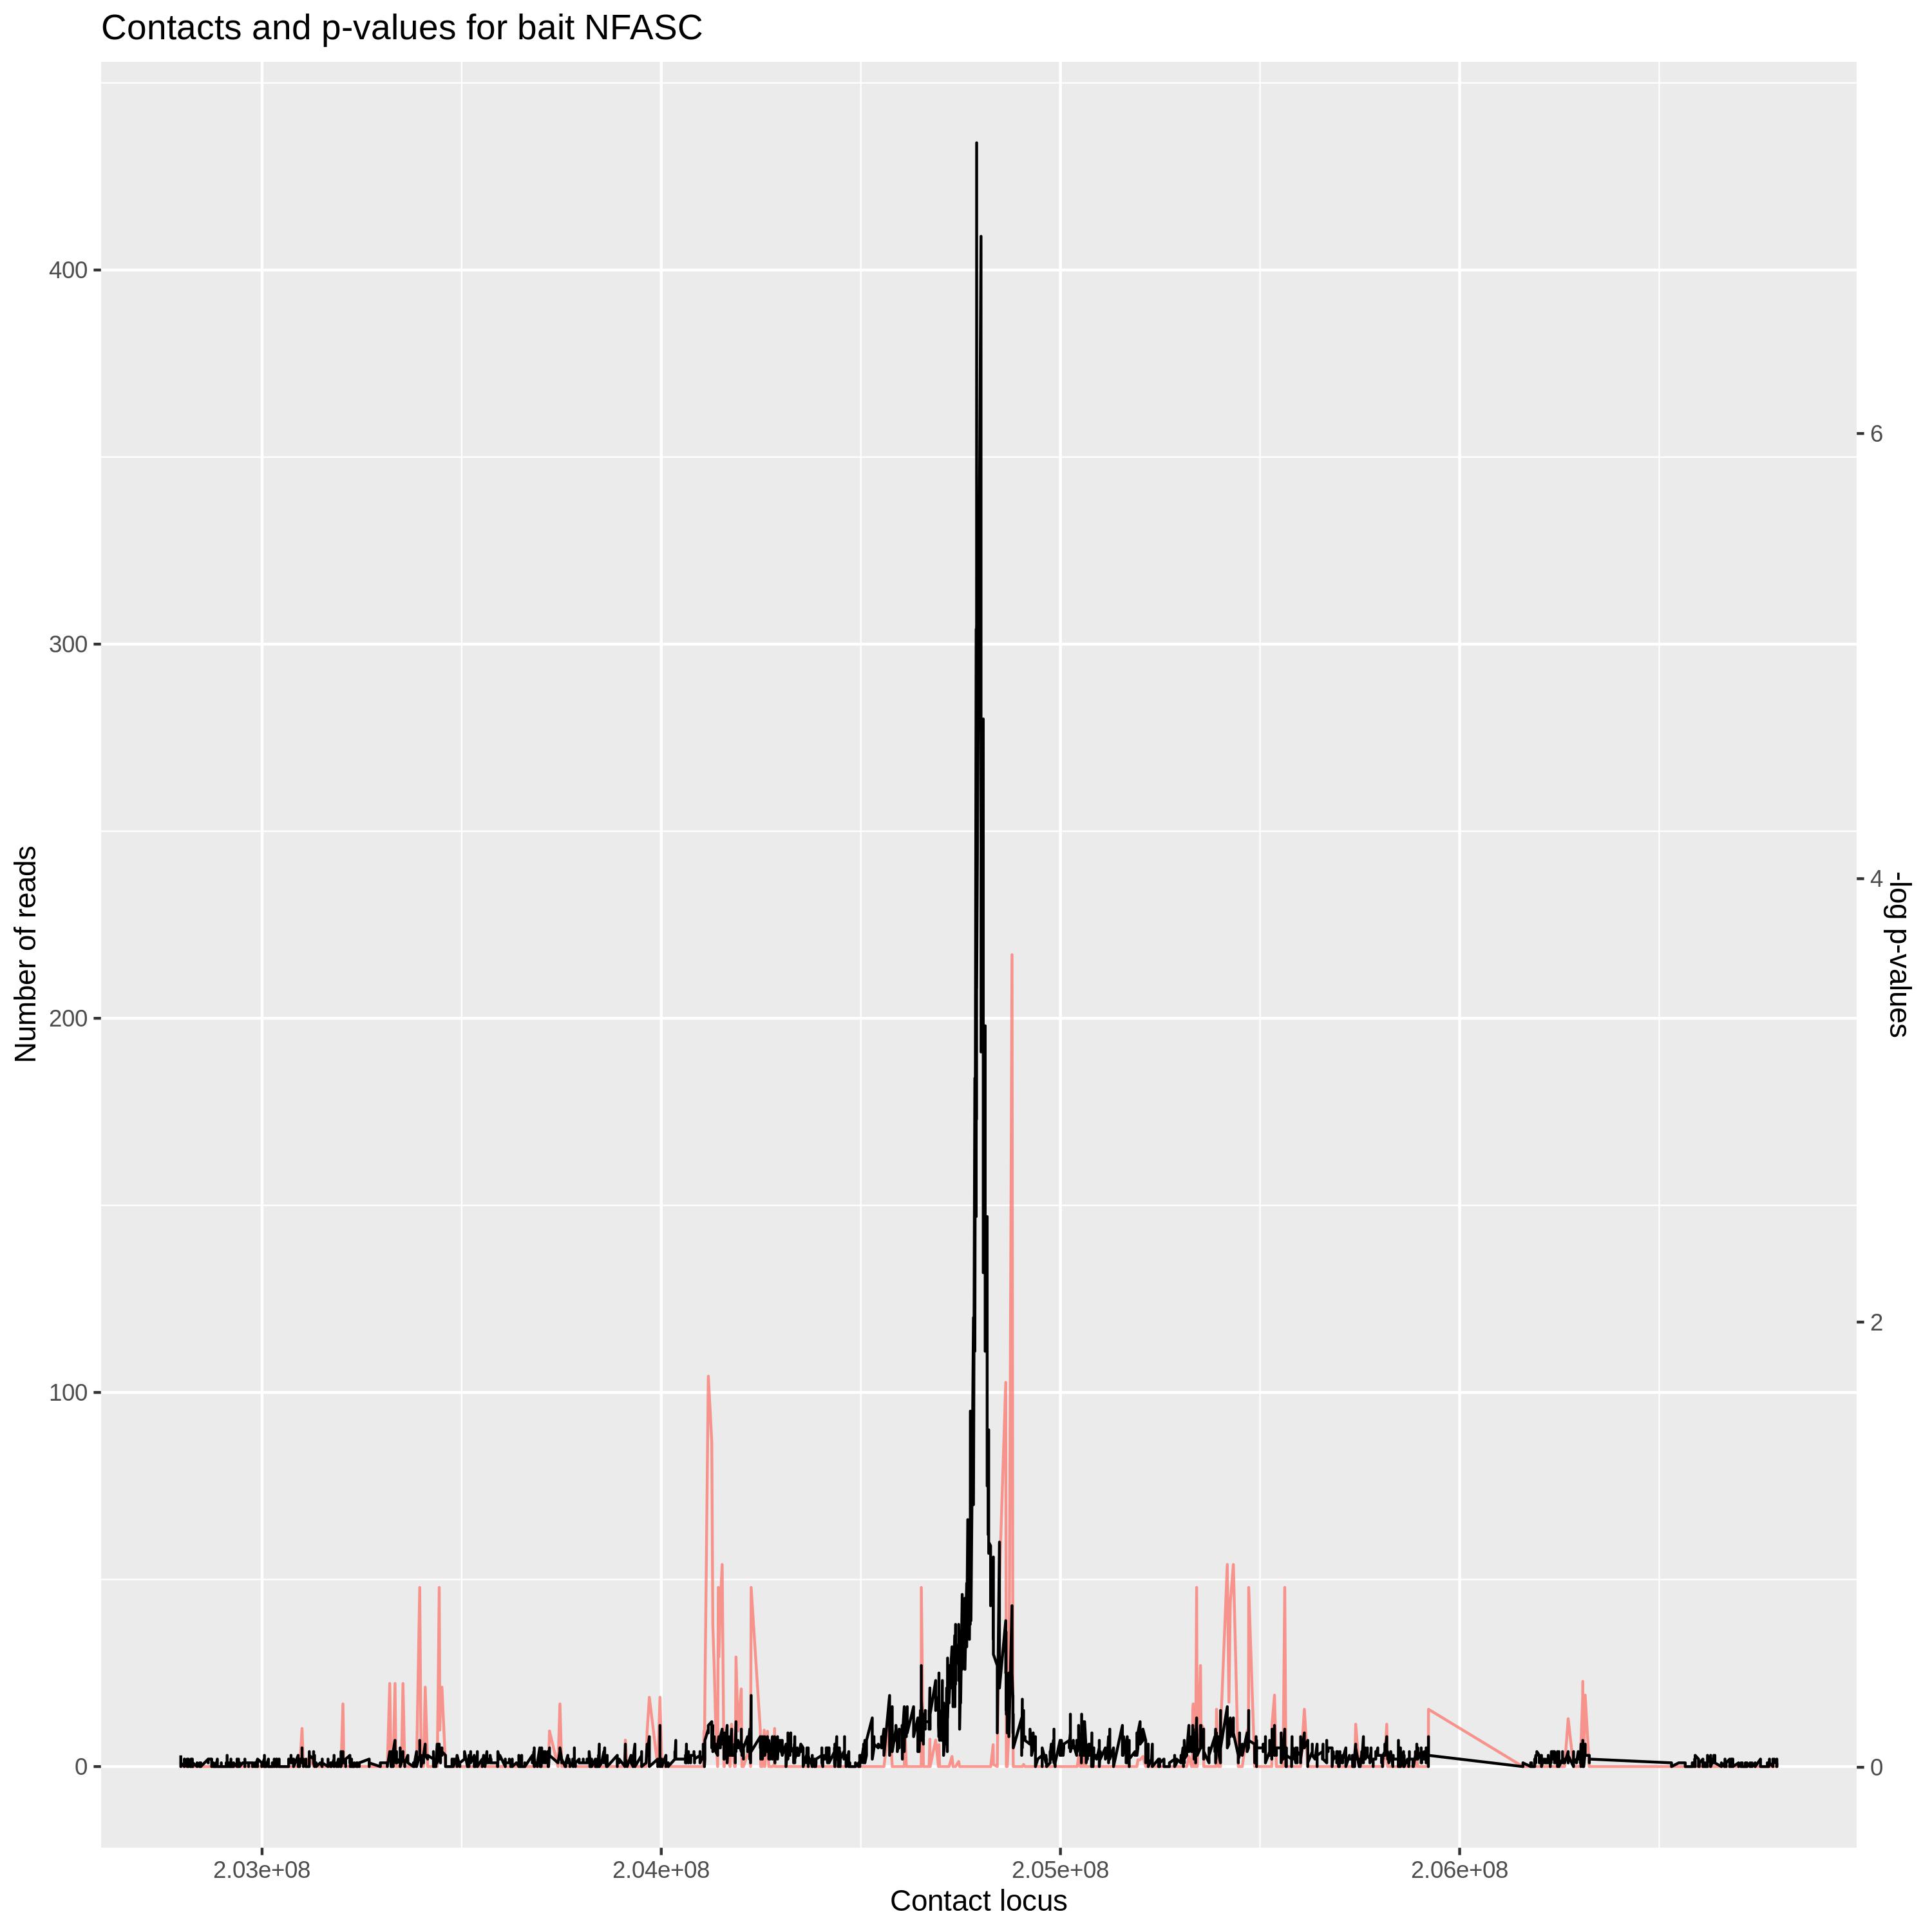 Contacts and p-values for bait NFASC
400
300
200
100
0
Number of reads
6
4
2
0
-log p-values
2.03e+08
2.04e+08
2.05e+08
2.06e+08
Contact locus